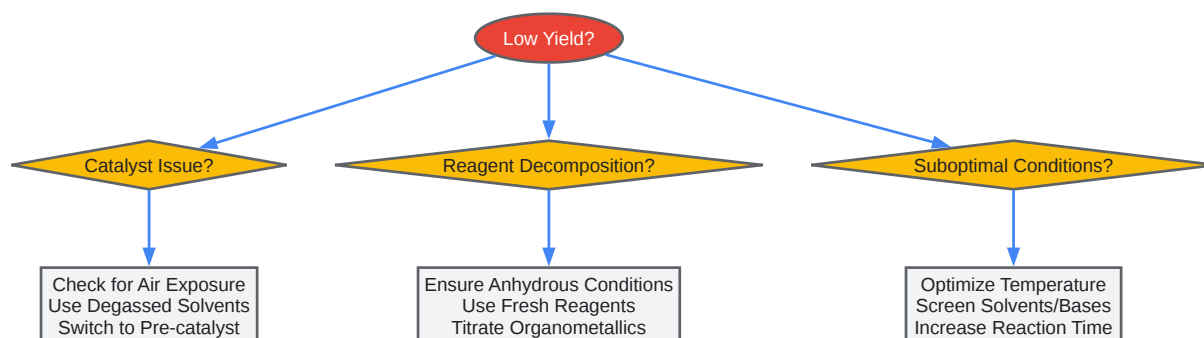 Low Yield?
Catalyst Issue?
Reagent Decomposition?
Suboptimal Conditions?
Check for Air Exposure
Use Degassed Solvents
Switch to Pre-catalyst
Ensure Anhydrous Conditions
Use Fresh Reagents
Titrate Organometallics
Optimize Temperature
Screen Solvents/Bases
Increase Reaction Time